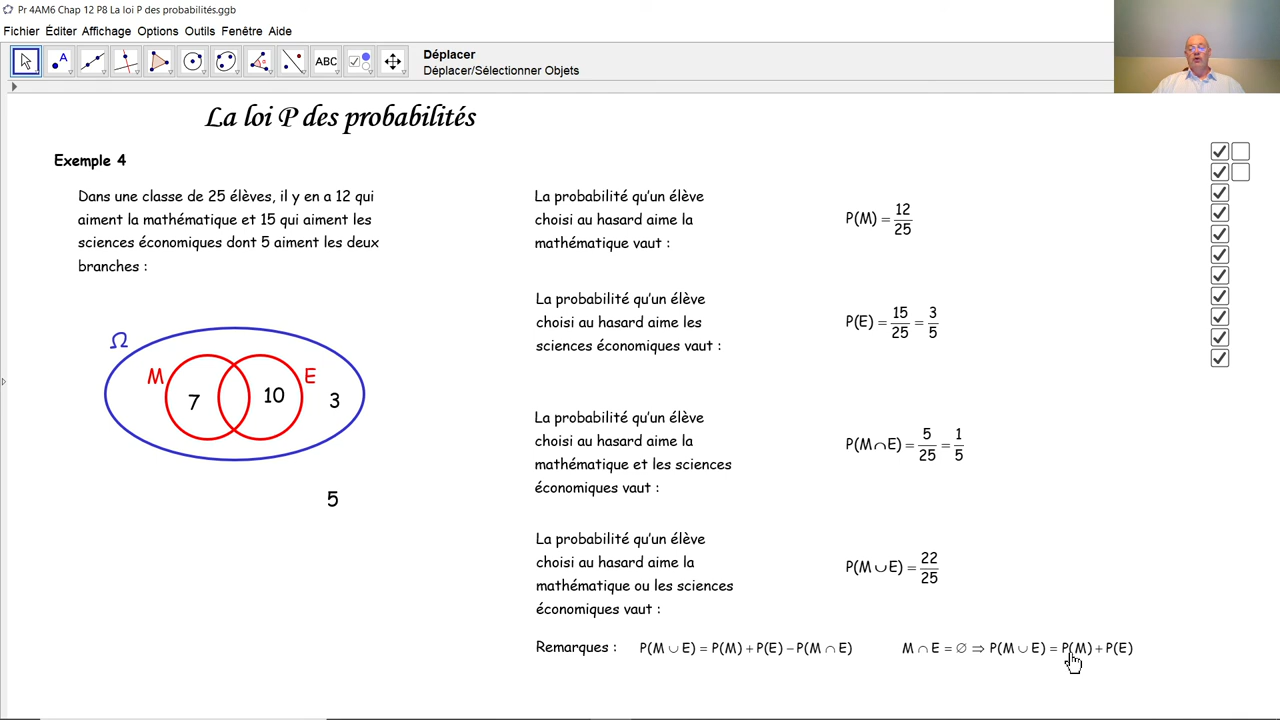 Pr 4AM6 Chap 12 P8 La loi P des probabilités.ggb
Fichier Éditer Affichage Options Outils Fenêtre Aide
A
ABC
Déplacer
Déplacer/Sélectionner Objets
La loi P des probabilités
Exemple 4
Dans une classe de 25 élèves, il y en a 12 qui
aiment la mathématique et 15 qui aiment les
sciences économiques dont 5 aiment les deux
branches :
Ω
M
E
7
10
3
5
La probabilité qu'un élève
choisi au hasard aime la
mathématique vaut :
P(M) = 12/25
La probabilité qu'un élève
choisi au hasard aime les
sciences économiques vaut :
P(E) = 15/25 = 3/5
La probabilité qu'un élève
choisi au hasard aime la
mathématique et les sciences
économiques vaut :
P(M ∩ E) = 5/25 = 1/5
La probabilité qu'un élève
choisi au hasard aime la
mathématique ou les sciences
économiques vaut :
P(M ∪ E) = 22/25
Remarques : P(M ∪ E) = P(M) + P(E) − P(M ∩ E) M ∩ E = ∅ ⇒ P(M ∪ E) = P(M) + P(E)